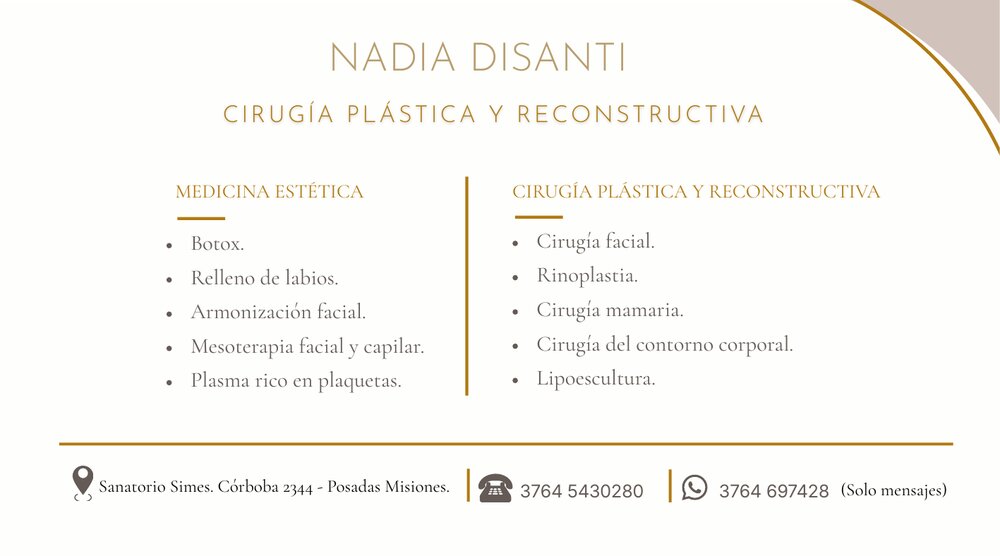 NADIA DISANTI
CIRUGÍA PLÁSTICA Y RECONSTRUCTIVA
MEDICINA ESTÉTICA
• Botox.
• Relleno de labios.
• Armonización facial.
• Mesoterapia facial y capilar.
• Plasma rico en plaquetas.
CIRUGÍA PLÁSTICA Y RECONSTRUCTIVA
• Cirugía facial.
• Rinoplastia.
• Cirugía mamaria.
• Cirugía del contorno corporal.
• Lipoescultura.
Sanatorio Simes. Córboba 2344 - Posadas Misiones.
3764 5430280
3764 697428 (Solo mensajes)